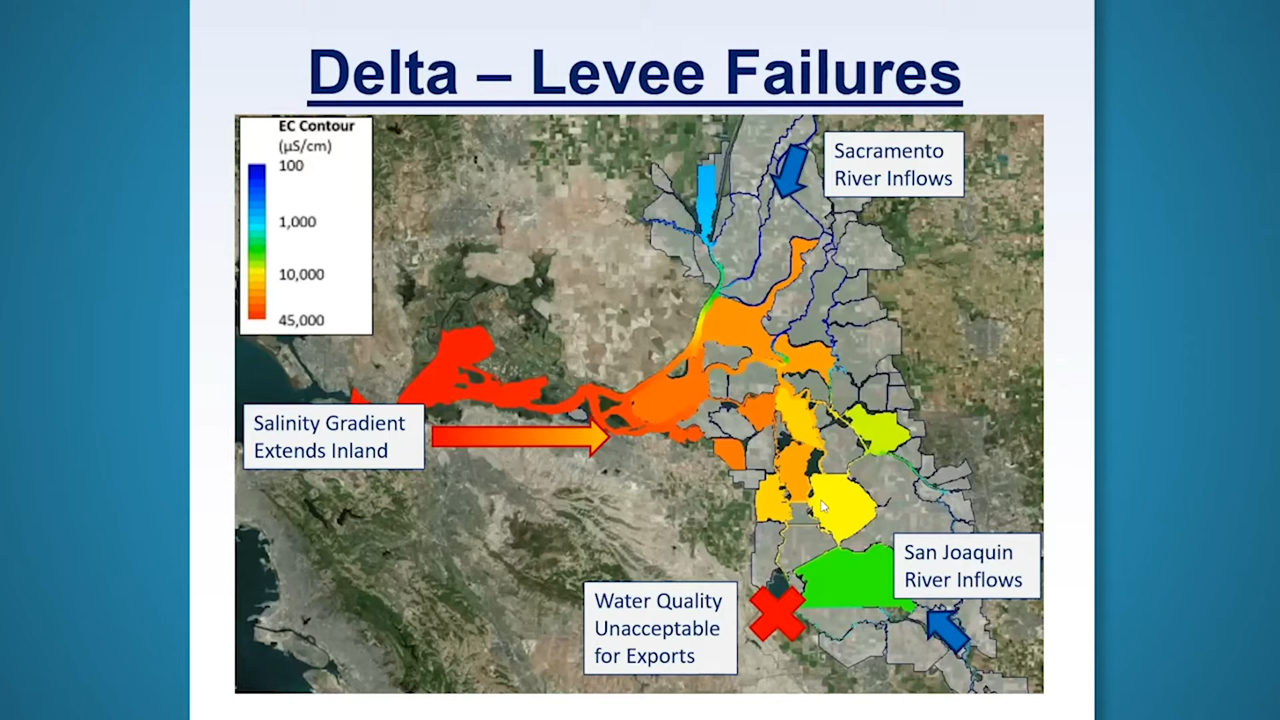 Delta – Levee Failures
EC Contour
(µS/cm)
100
1,000
10,000
45,000
Sacramento
River Inflows
Salinity Gradient
Extends Inland
San Joaquin
River Inflows
Water Quality
Unacceptable
for Exports